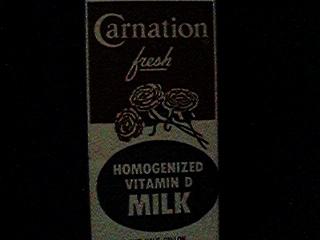 Carnation
fresh
HOMOGENIZED
VITAMIN D
MILK